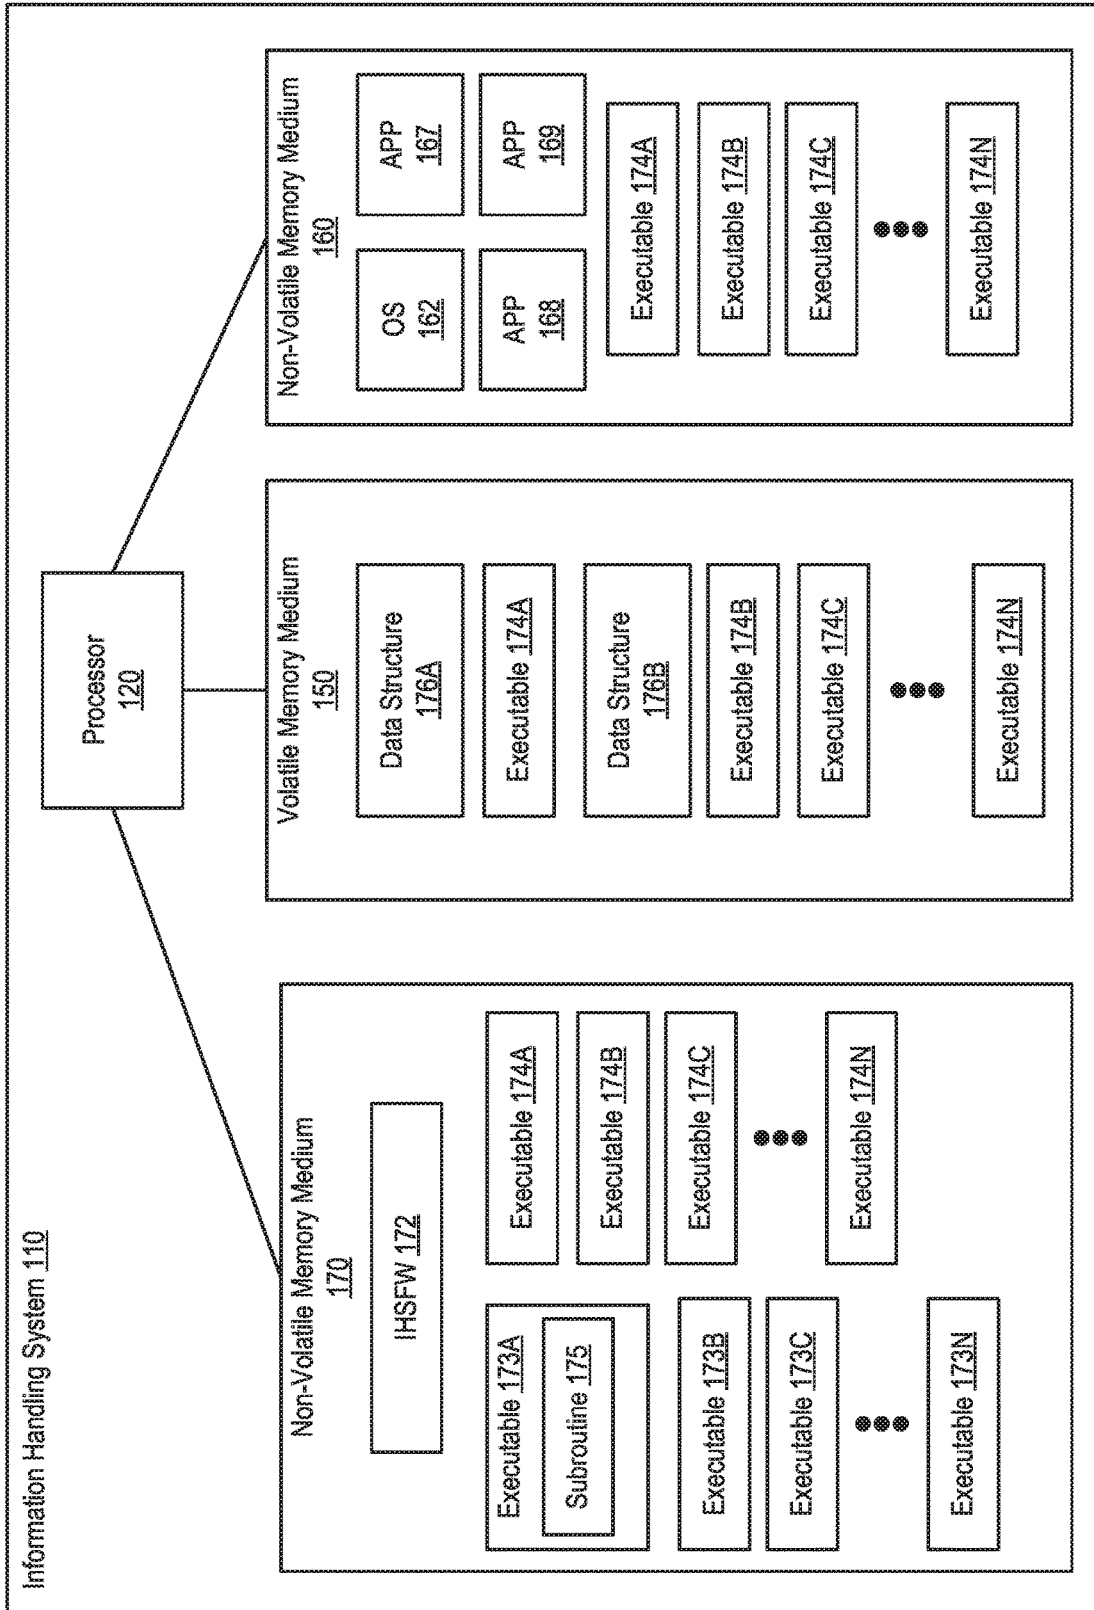 Information Handling System 110
Processor
120
Non-Volatile Memory Medium
170
IHSFW 172
Executable 173A
Subroutine 175
Executable 173B
Executable 173C
Executable 173N
Executable 174A
Executable 174B
Executable 174C
Executable 174N
Volatile Memory Medium
150
Data Structure
176A
Executable 174A
Data Structure
176B
Executable 174B
Executable 174C
Executable 174N
Non-Volatile Memory Medium
160
OS
162
APP
167
APP
168
APP
169
Executable 174A
Executable 174B
Executable 174C
Executable 174N